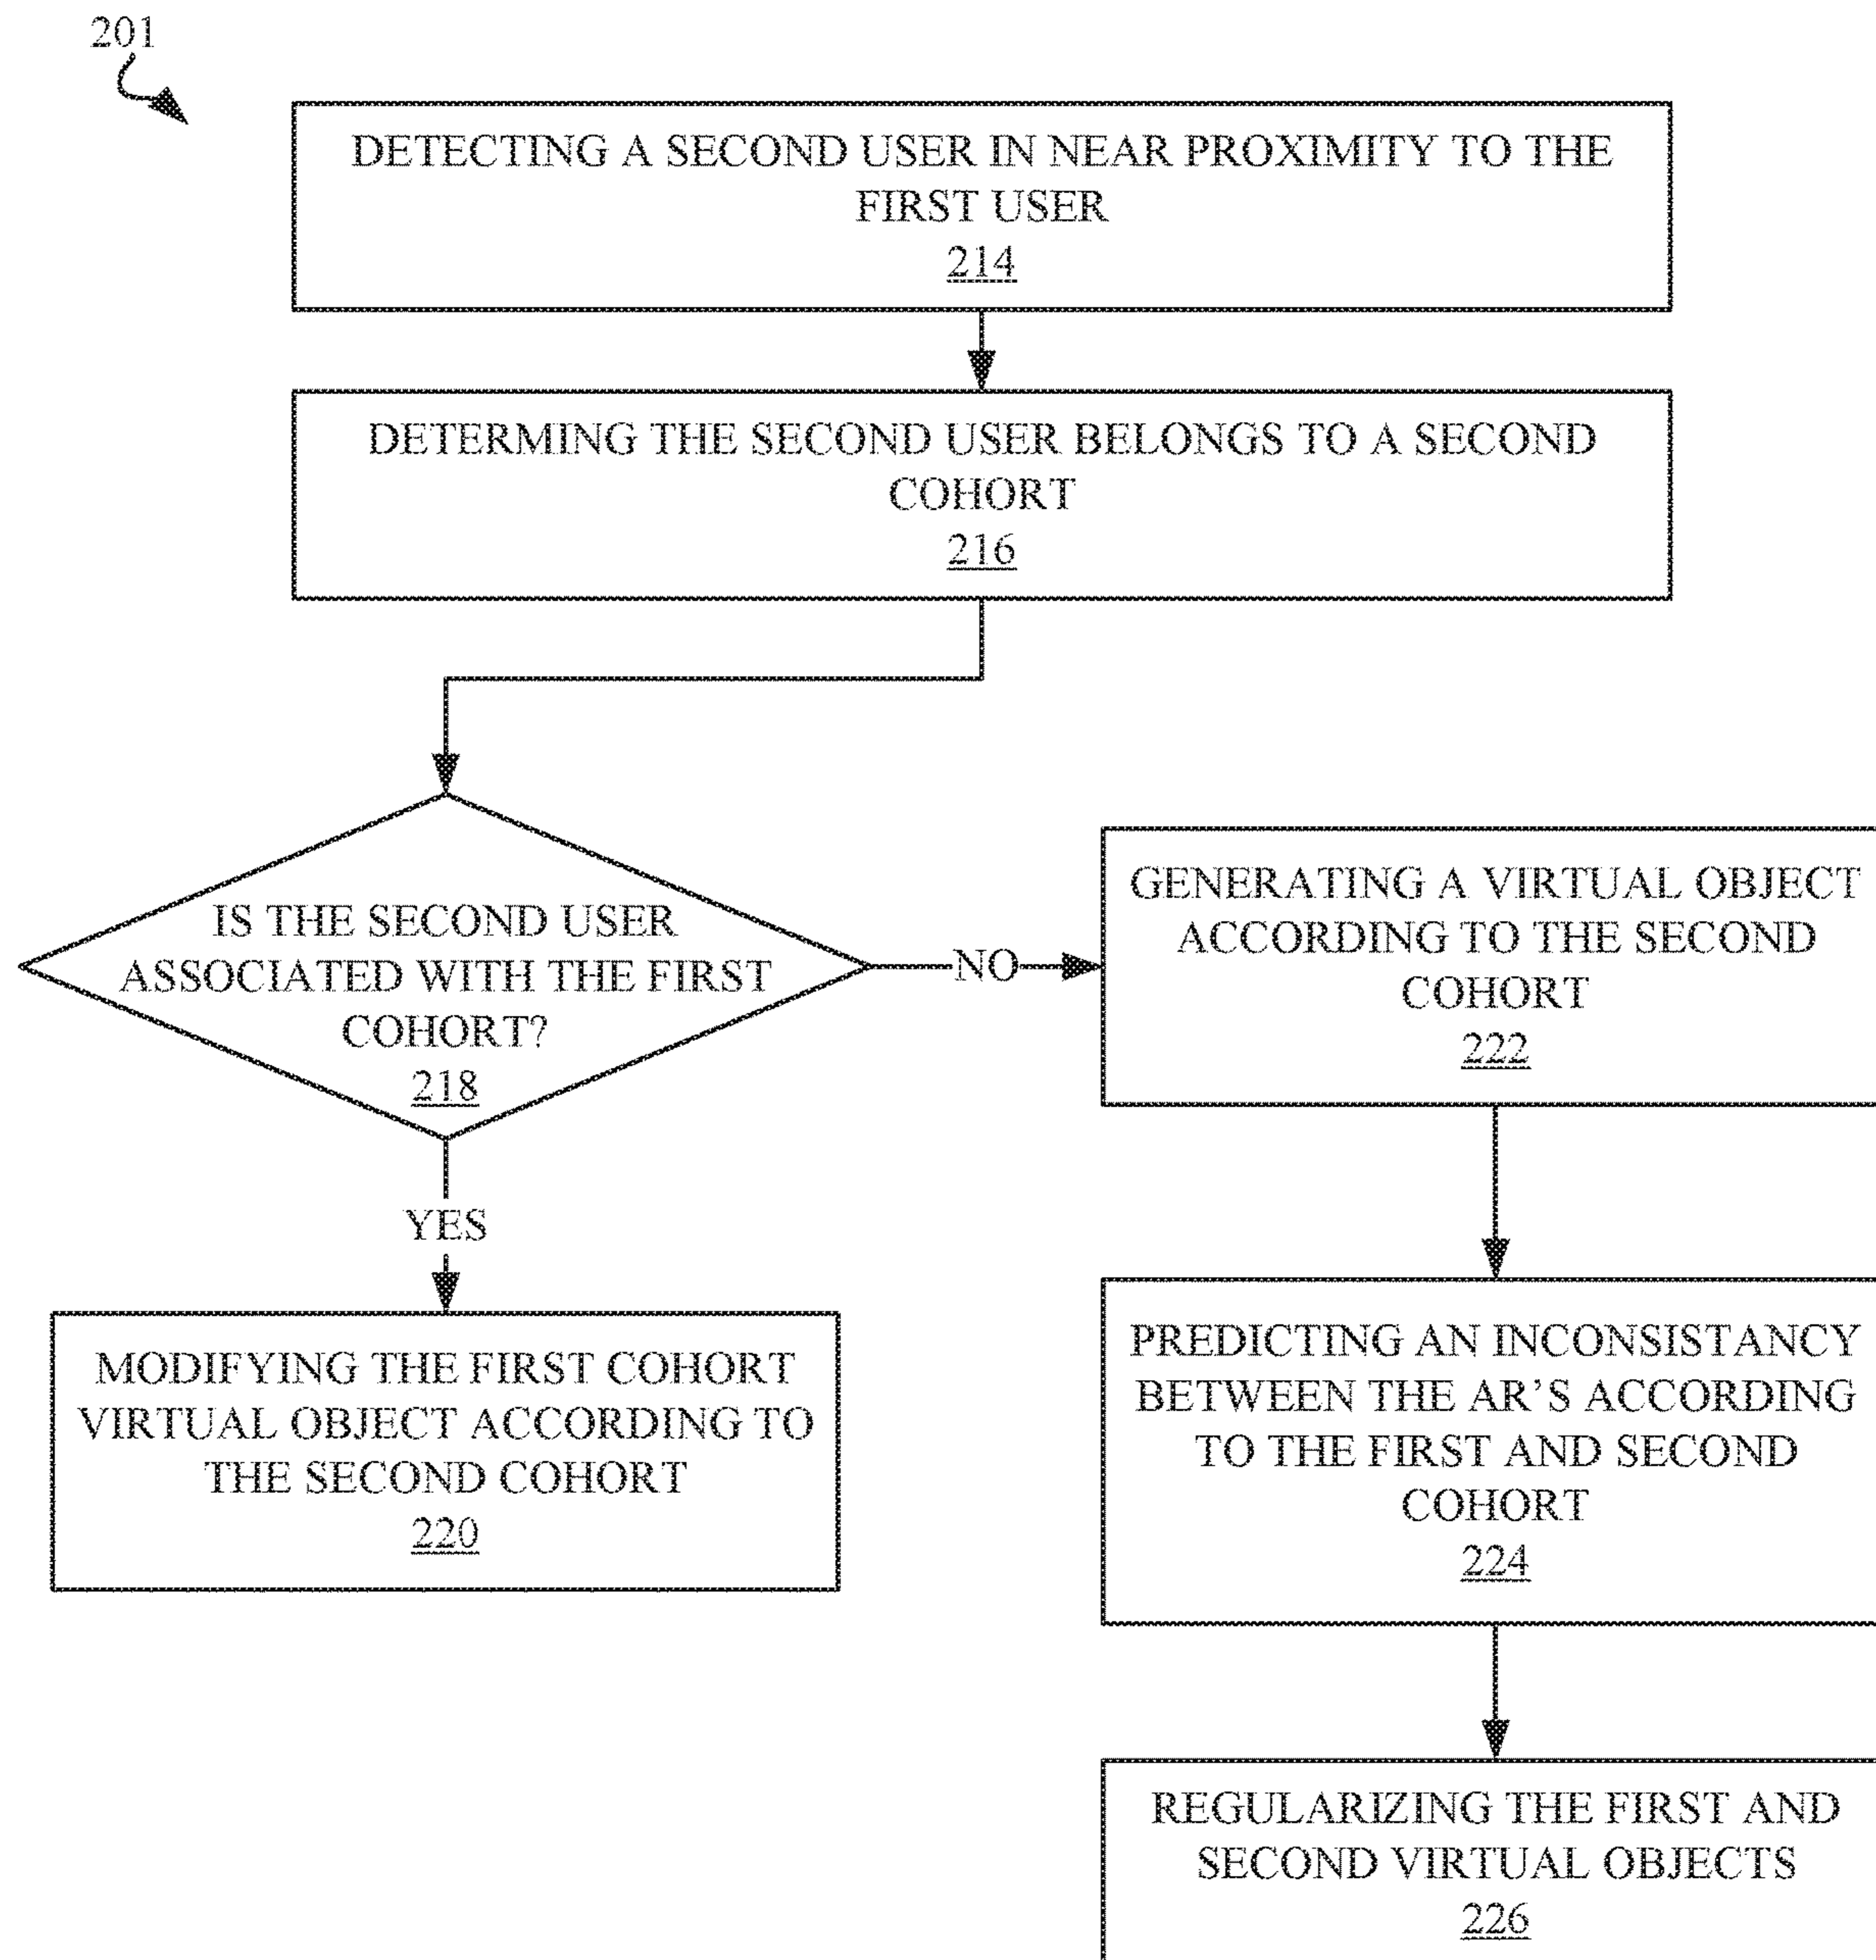 201
DETECTING A SECOND USER IN NEAR PROXIMITY TO THE
FIRST USER
214
DETERMING THE SECOND USER BELONGS TO A SECOND
COHORT
216
IS THE SECOND USER
ASSOCIATED WITH THE FIRST
COHORT?
218
NO
GENERATING A VIRTUAL OBJECT
ACCORDING TO THE SECOND
COHORT
222
YES
MODIFYING THE FIRST COHORT
VIRTUAL OBJECT ACCORDING TO
THE SECOND COHORT
220
PREDICTING AN INCONSISTANCY
BETWEEN THE AR'S ACCORDING
TO THE FIRST AND SECOND
COHORT
224
REGULARIZING THE FIRST AND
SECOND VIRTUAL OBJECTS
226